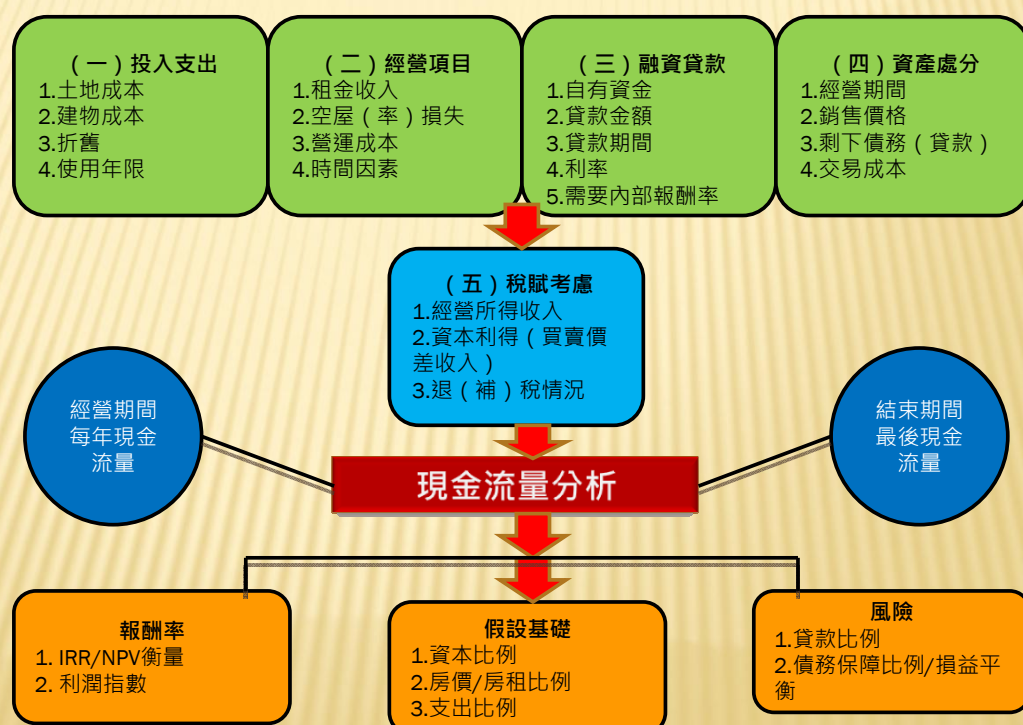 （一）投入支出
1.土地成本
2.建物成本
3.折舊
4.使用年限
（二）經營項目
1.租金收入
2.空屋（率）損失
3.營運成本
4.時間因素
（三）融資貸款
1.自有資金
2.貸款金額
3.貸款期間
4.利率
5.需要內部報酬率
（四）資產處分
1.經營期間
2.銷售價格
3.剩下債務（貸款）
4.交易成本
（五）稅賦考慮
1.經營所得收入
2.資本利得（買賣價
差收入）
3.退（補）稅情況
經營期間
每年現金
流量
現金流量分析
結束期間
最後現金
流量
報酬率
1. IRR/NPV衡量
2. 利潤指數
假設基礎
1.資本比例
2.房價/房租比例
3.支出比例
風險
1.貸款比例
2.債務保障比例/損益平
衡